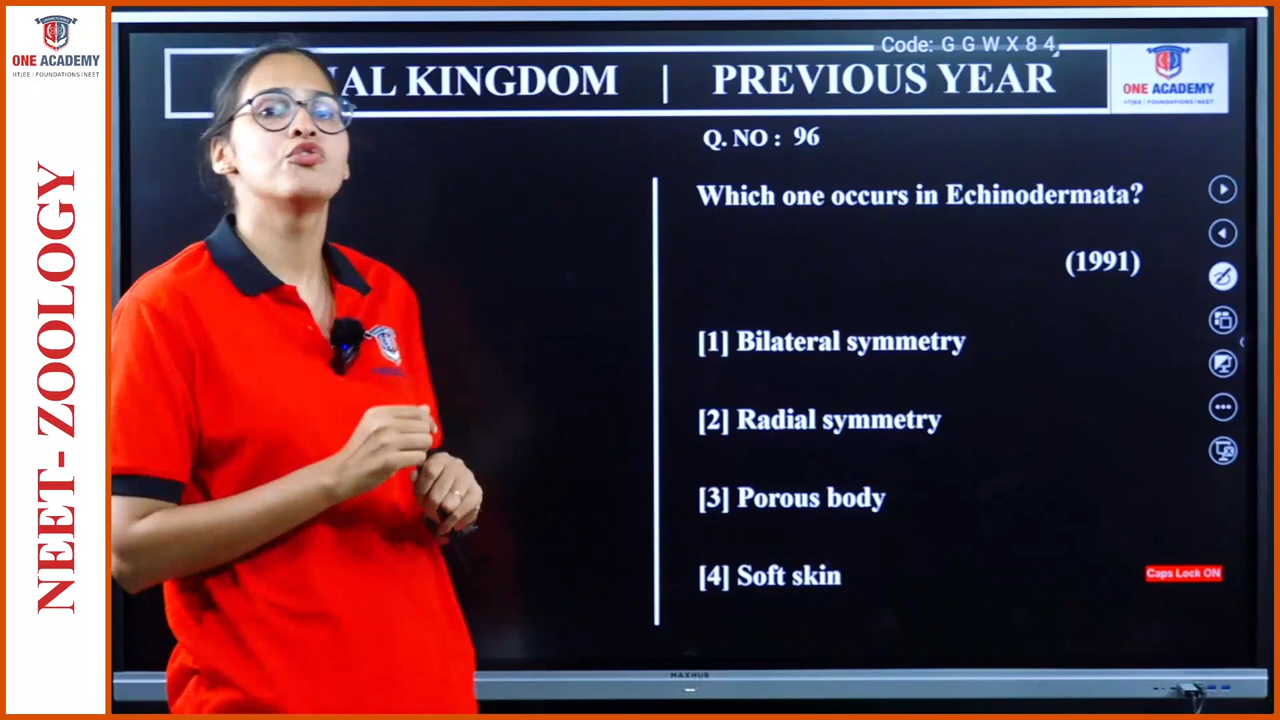 ONE ACADEMY
IIT|JEE | FOUNDATIONS | NEET
NEET- ZOOLOGY
Code: G G W X 8 4
KINGDOM | PREVIOUS YEAR
ONE ACADEMY
IIT|JEE | FOUNDATIONS | NEET
Q. NO : 96
Which one occurs in Echinodermata?
(1991)
[1] Bilateral symmetry
[2] Radial symmetry
[3] Porous body
[4] Soft skin
Caps Lock ON
MAXHUB